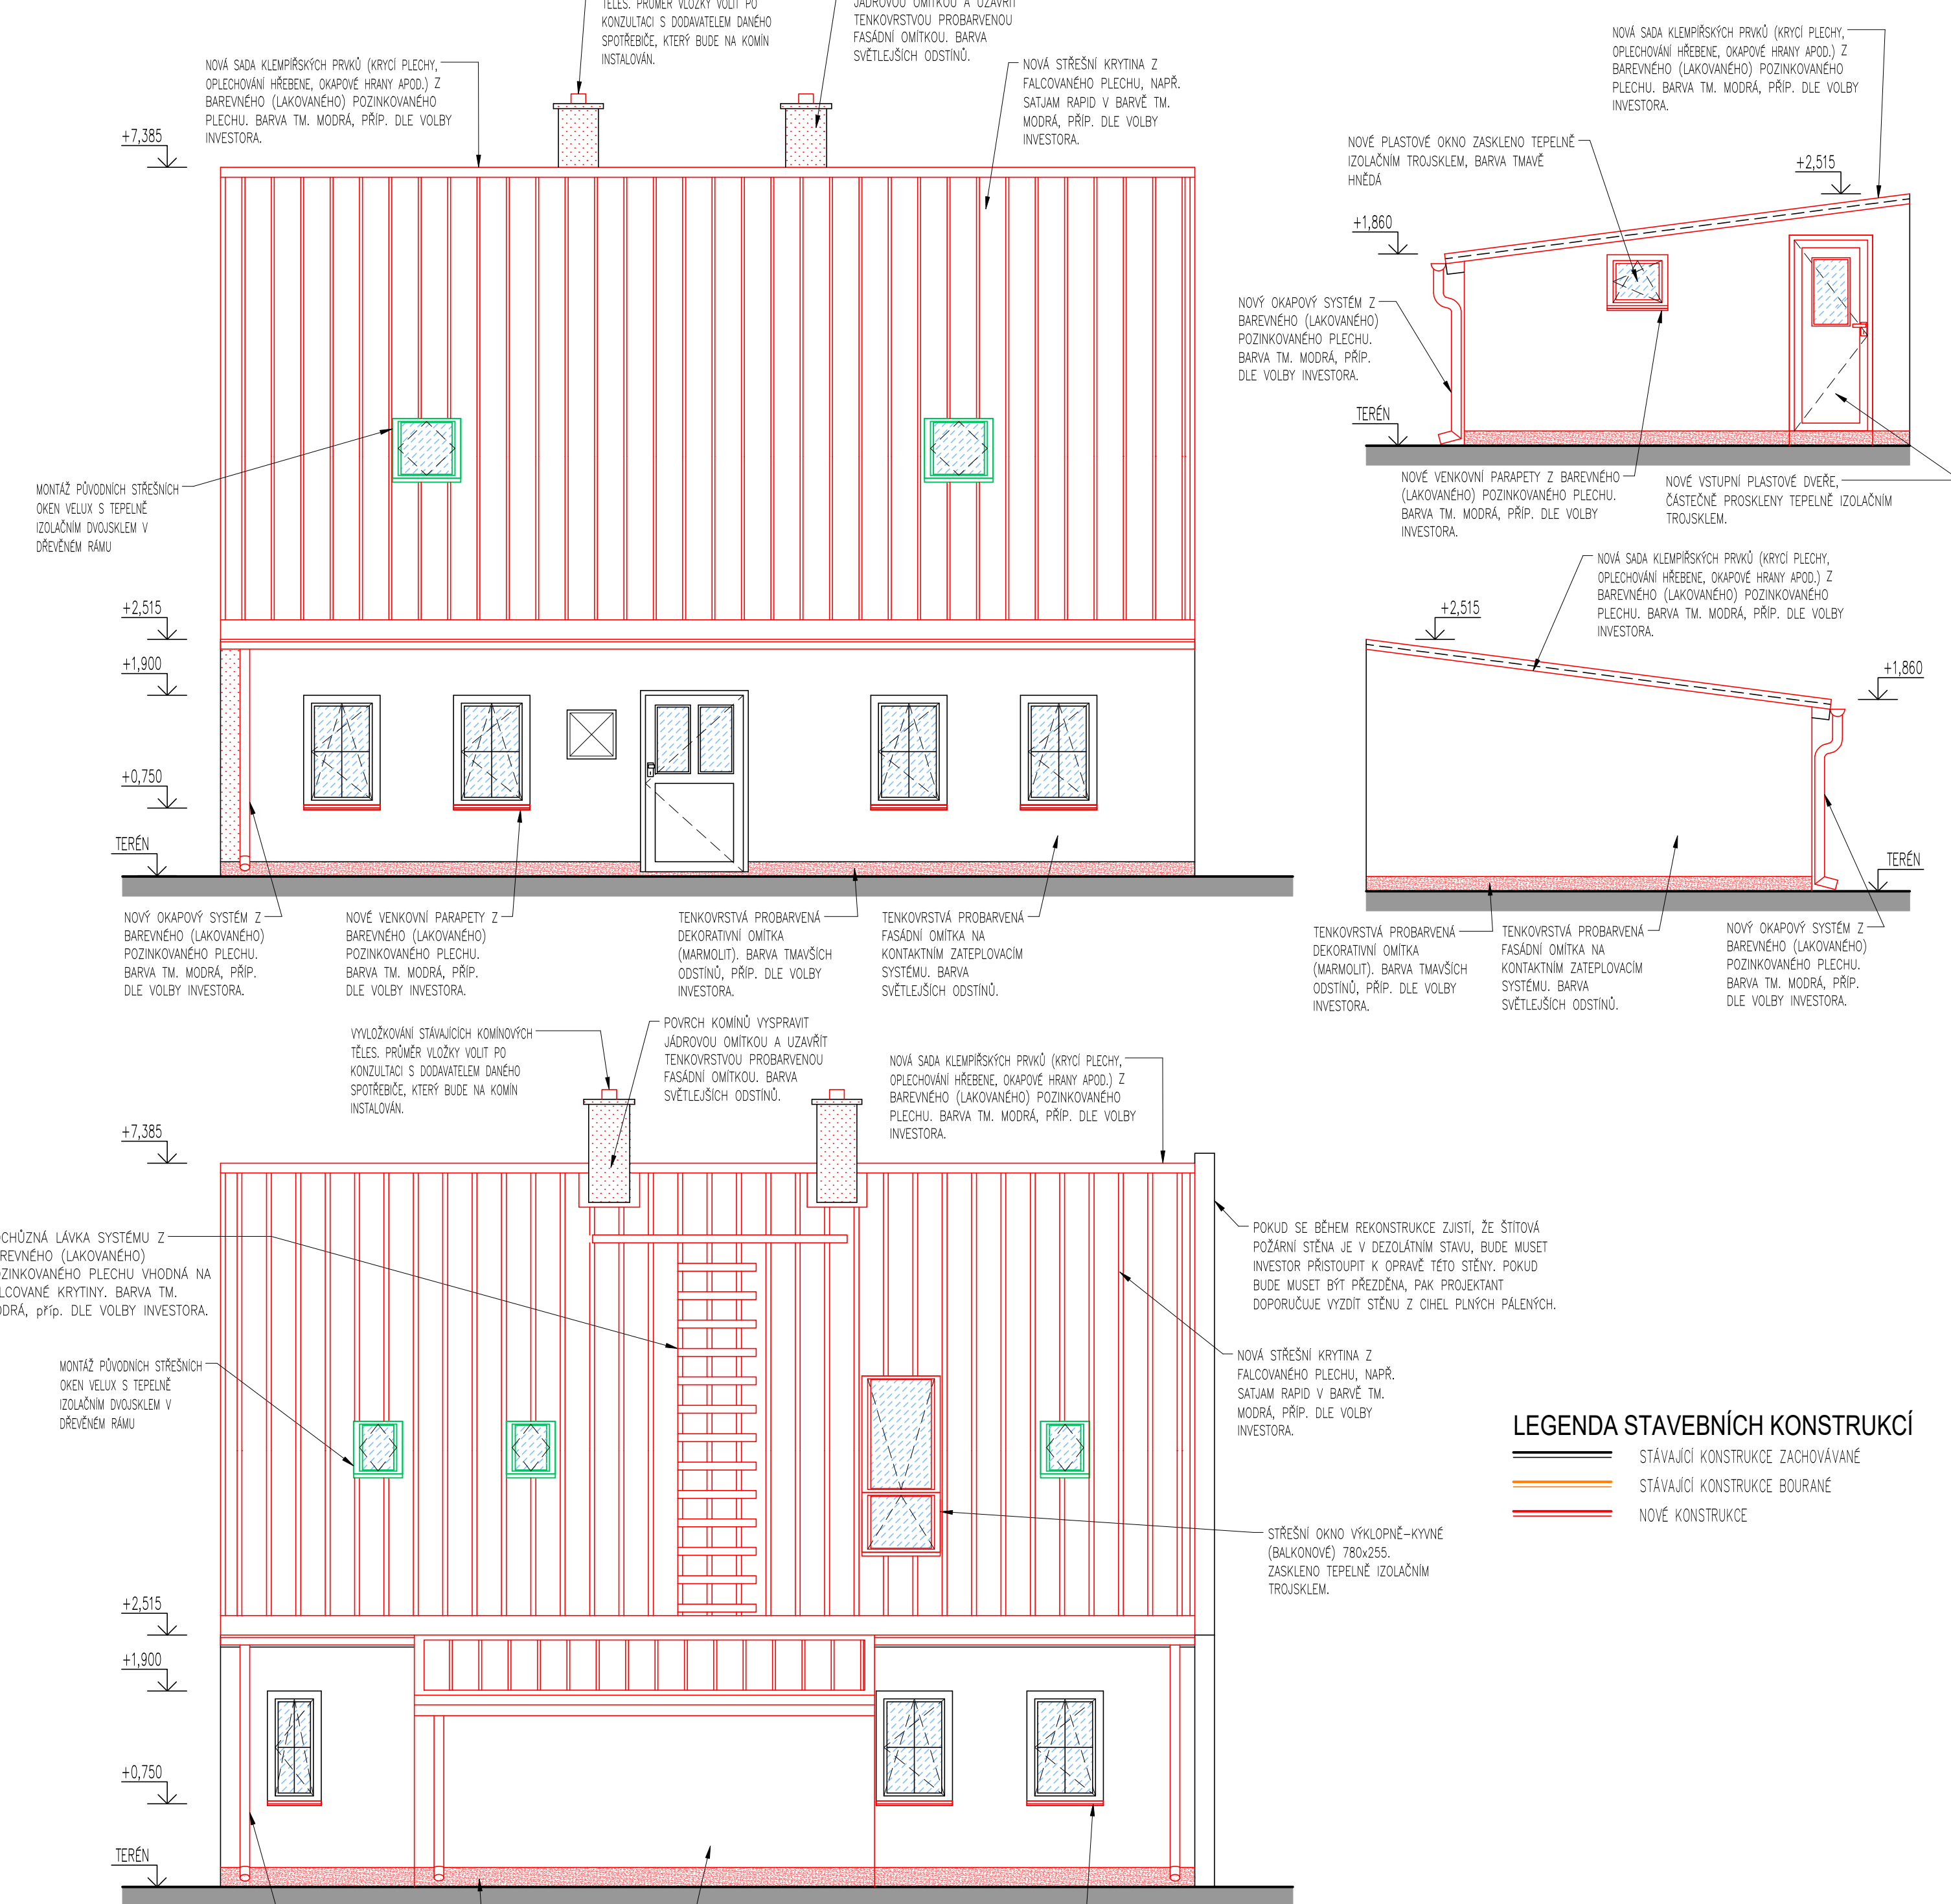 TĚLES. PRŮMĚR VLOŽKY VOLIT PO
KONZULTACI S DODAVATELEM DANÉHO
SPOTŘEBIČE, KTERÝ BUDE NA KOMÍN
INSTALOVÁN.
JÁDROVOU OMÍTKOU A UZAVŘÍT
TENKOVRSTVOU PROBARVENOU
FASÁDNÍ OMÍTKOU. BARVA
SVĚTLEJŠÍCH ODSTÍNŮ.
NOVÁ SADA KLEMPÍŘSKÝCH PRVKŮ (KRYCÍ PLECHY,
OPLECHOVÁNÍ HŘEBENE, OKAPOVÉ HRANY APOD.) Z
BAREVNÉHO (LAKOVANÉHO) POZINKOVANÉHO
PLECHU. BARVA TM. MODRÁ, PŘÍP. DLE VOLBY
INVESTORA.
NOVÁ STŘEŠNÍ KRYTINA Z
FALCOVANÉHO PLECHU, NAPŘ.
SATJAM RAPID V BARVĚ TM.
MODRÁ, PŘÍP. DLE VOLBY
INVESTORA.
+7,385
MONTÁŽ PŮVODNÍCH STŘEŠNÍCH
OKEN VELUX S TEPELNĚ
IZOLAČNÍM DVOJSKLEM V
DŘEVĚNÉM RÁMU
+2,515
+1,900
+0,750
TERÉN
NOVÝ OKAPOVÝ SYSTÉM Z
BAREVNÉHO (LAKOVANÉHO)
POZINKOVANÉHO PLECHU.
BARVA TM. MODRÁ, PŘÍP.
DLE VOLBY INVESTORA.
NOVÉ VENKOVNÍ PARAPETY Z
BAREVNÉHO (LAKOVANÉHO)
POZINKOVANÉHO PLECHU.
BARVA TM. MODRÁ, PŘÍP.
DLE VOLBY INVESTORA.
TENKOVRSTVÁ PROBARVENÁ
DEKORATIVNÍ OMÍTKA
(MARMOLIT). BARVA TMAVŠÍCH
ODSTÍNŮ, PŘÍP. DLE VOLBY
INVESTORA.
TENKOVRSTVÁ PROBARVENÁ
FASÁDNÍ OMÍTKA NA
KONTAKTNÍM ZATEPLOVACÍM
SYSTÉMU. BARVA
SVĚTLEJŠÍCH ODSTÍNŮ.
NOVÁ SADA KLEMPÍŘSKÝCH PRVKŮ (KRYCÍ PLECHY,
OPLECHOVÁNÍ HŘEBENE, OKAPOVÉ HRANY APOD.) Z
BAREVNÉHO (LAKOVANÉHO) POZINKOVANÉHO
PLECHU. BARVA TM. MODRÁ, PŘÍP. DLE VOLBY
INVESTORA.
NOVÉ PLASTOVÉ OKNO ZASKLENO TEPELNĚ
IZOLAČNÍM TROJSKLEM, BARVA TMAVĚ
HNĚDÁ
+2,515
+1,860
NOVÝ OKAPOVÝ SYSTÉM Z
BAREVNÉHO (LAKOVANÉHO)
POZINKOVANÉHO PLECHU.
BARVA TM. MODRÁ, PŘÍP.
DLE VOLBY INVESTORA.
TERÉN
NOVÉ VENKOVNÍ PARAPETY Z BAREVNÉHO
(LAKOVANÉHO) POZINKOVANÉHO PLECHU.
BARVA TM. MODRÁ, PŘÍP. DLE VOLBY
INVESTORA.
NOVÉ VSTUPNÍ PLASTOVÉ DVEŘE,
ČÁSTEČNĚ PROSKLENY TEPELNĚ IZOLAČNÍM
TROJSKLEM.
NOVÁ SADA KLEMPÍŘSKÝCH PRVKŮ (KRYCÍ PLECHY,
OPLECHOVÁNÍ HŘEBENE, OKAPOVÉ HRANY APOD.) Z
BAREVNÉHO (LAKOVANÉHO) POZINKOVANÉHO
PLECHU. BARVA TM. MODRÁ, PŘÍP. DLE VOLBY
INVESTORA.
+2,515
+1,860
TERÉN
TENKOVRSTVÁ PROBARVENÁ
DEKORATIVNÍ OMÍTKA
(MARMOLIT). BARVA TMAVŠÍCH
ODSTÍNŮ, PŘÍP. DLE VOLBY
INVESTORA.
TENKOVRSTVÁ PROBARVENÁ
FASÁDNÍ OMÍTKA NA
KONTAKTNÍM ZATEPLOVACÍM
SYSTÉMU. BARVA
SVĚTLEJŠÍCH ODSTÍNŮ.
NOVÝ OKAPOVÝ SYSTÉM Z
BAREVNÉHO (LAKOVANÉHO)
POZINKOVANÉHO PLECHU.
BARVA TM. MODRÁ, PŘÍP.
DLE VOLBY INVESTORA.
VYVLOŽKOVÁNÍ STÁVAJÍCÍCH KOMÍNOVÝCH
TĚLES. PRŮMĚR VLOŽKY VOLIT PO
KONZULTACI S DODAVATELEM DANÉHO
SPOTŘEBIČE, KTERÝ BUDE NA KOMÍN
INSTALOVÁN.
POVRCH KOMÍNŮ VYSPRAVIT
JÁDROVOU OMÍTKOU A UZAVŘÍT
TENKOVRSTVOU PROBARVENOU
FASÁDNÍ OMÍTKOU. BARVA
SVĚTLEJŠÍCH ODSTÍNŮ.
NOVÁ SADA KLEMPÍŘSKÝCH PRVKŮ (KRYCÍ PLECHY,
OPLECHOVÁNÍ HŘEBENE, OKAPOVÉ HRANY APOD.) Z
BAREVNÉHO (LAKOVANÉHO) POZINKOVANÉHO
PLECHU. BARVA TM. MODRÁ, PŘÍP. DLE VOLBY
INVESTORA.
+7,385
LÁVKA SYSTÉMU Z
(LAKOVANÉHO)
PLECHU VHODNÁ NA
KRYTINY. BARVA TM.
příp. DLE VOLBY INVESTORA.
MONTÁŽ PŮVODNÍCH STŘEŠNÍCH
OKEN VELUX S TEPELNĚ
IZOLAČNÍM DVOJSKLEM V
DŘEVĚNÉM RÁMU
POKUD SE BĚHEM REKONSTRUKCE ZJISTÍ, ŽE ŠTÍTOVÁ
POŽÁRNÍ STĚNA JE V DEZOLÁTNÍM STAVU, BUDE MUSET
INVESTOR PŘISTOUPIT K OPRAVĚ TÉTO STĚNY. POKUD
BUDE MUSET BÝT PŘEZDĚNA, PAK PROJEKTANT
DOPORUČUJE VYZDÍT STĚNU Z CIHEL PLNÝCH PÁLENÝCH.
NOVÁ STŘEŠNÍ KRYTINA Z
FALCOVANÉHO PLECHU, NAPŘ.
SATJAM RAPID V BARVĚ TM.
MODRÁ, PŘÍP. DLE VOLBY
INVESTORA.
STŘEŠNÍ OKNO VÝKLOPNĚ-KYVNÉ
(BALKONOVÉ) 780x255.
ZASKLENO TEPELNĚ IZOLAČNÍM
TROJSKLEM.
LEGENDA STAVEBNÍCH KONSTRUKCÍ
STÁVAJÍCÍ KONSTRUKCE ZACHOVÁVANÉ
STÁVAJÍCÍ KONSTRUKCE BOURANÉ
NOVÉ KONSTRUKCE
+2,515
+1,900
+0,750
TERÉN